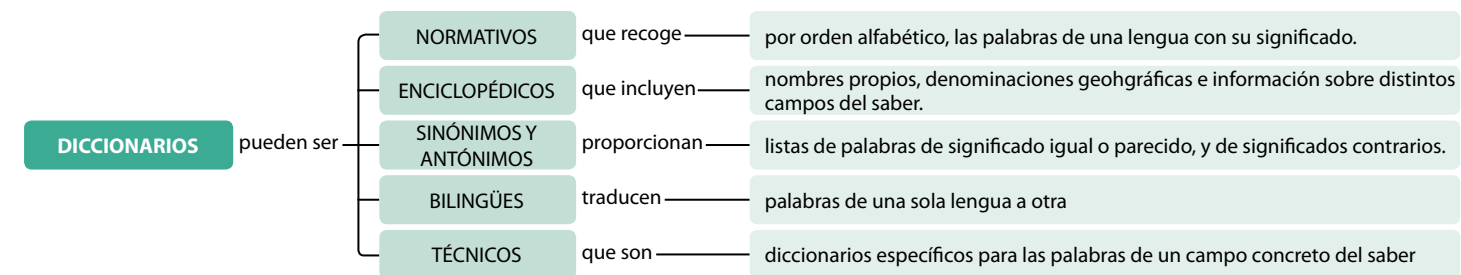 NORMATIVOS que recoge por orden alfabético, las palabras de una lengua con su significado.
ENCICLOPÉDICOS que incluyen nombres propios, denominaciones geohgráficas e información sobre distintos
campos del saber.
DICCIONARIOS pueden ser
SINÓNIMOS Y
ANTÓNIMOS
proporcionan listas de palabras de significado igual o parecido, y de significados contrarios.
BILINGÜES traducen palabras de una sola lengua a otra
TÉCNICOS que son diccionarios específicos para las palabras de un campo concreto del saber